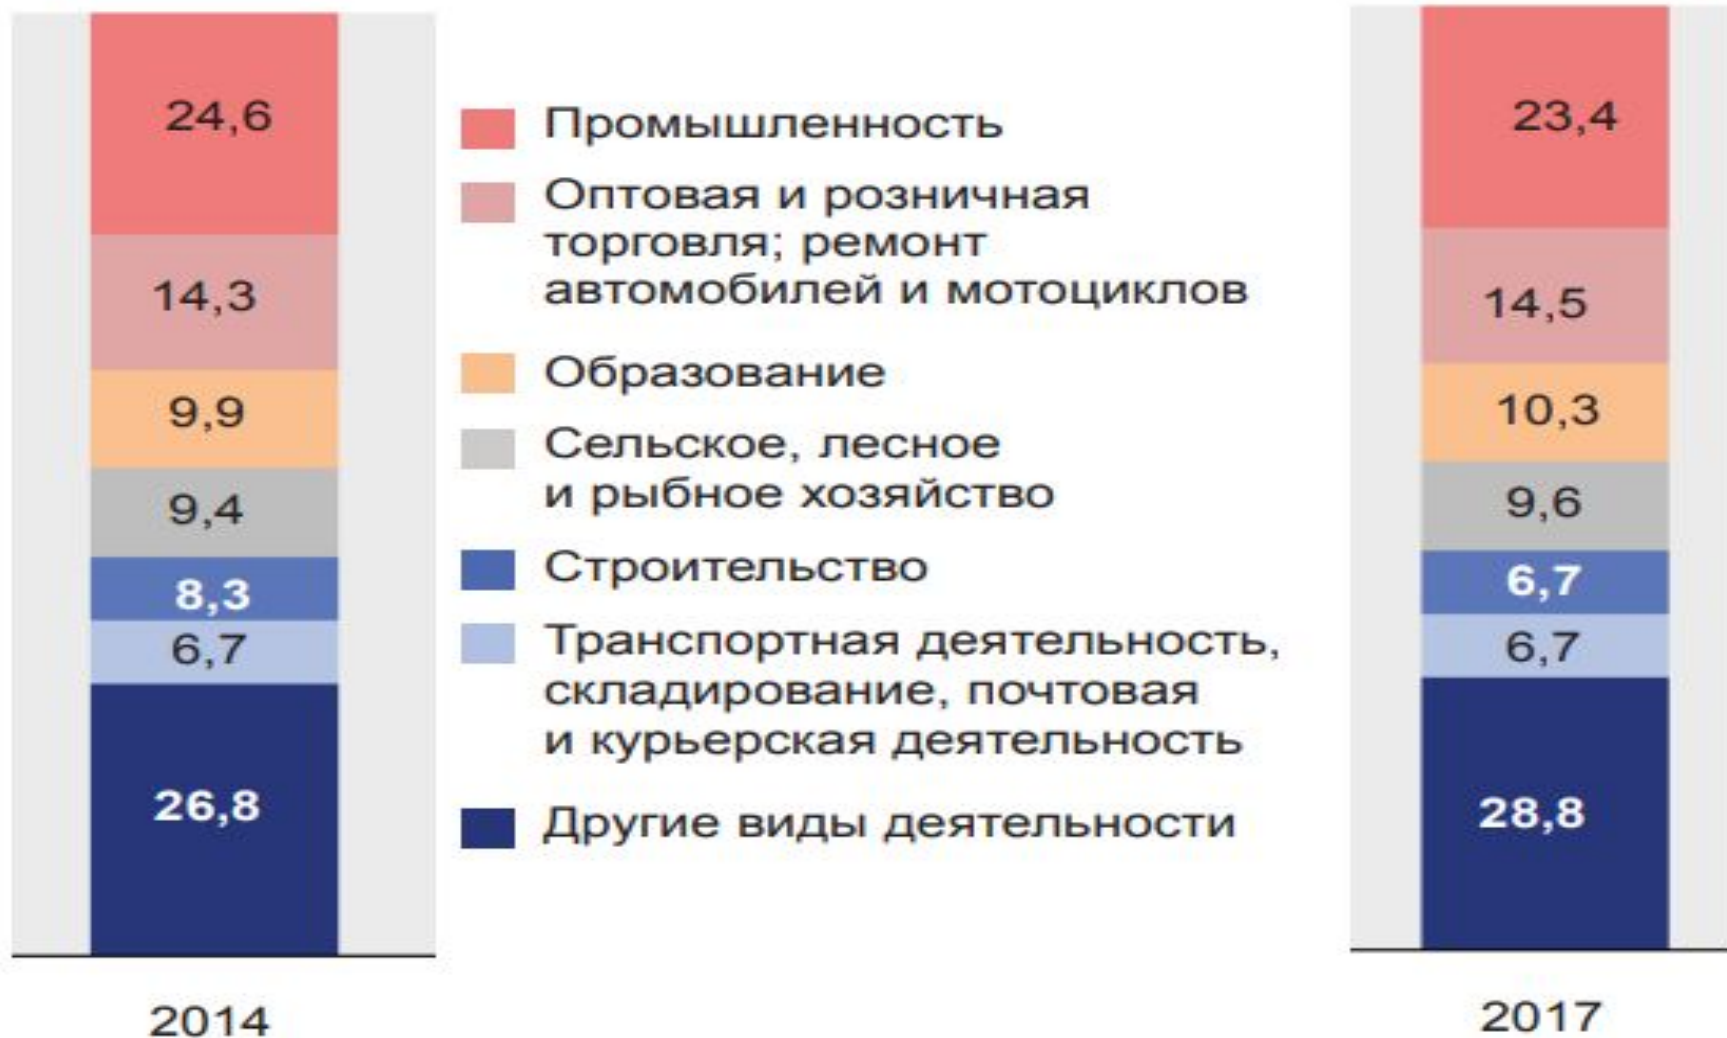 24,6
14,3
9,9
9,4
8,3
6,7
26,8
2014
Промышленность
Оптовая и розничная
торговля; ремонт
автомобилей и мотоциклов
Образование
Сельское, лесное
и рыбное хозяйство
Строительство
Транспортная деятельность,
складирование, почтовая
и курьерская деятельность
Другие виды деятельности
23,4
14,5
10,3
9,6
6,7
6,7
28,8
2017